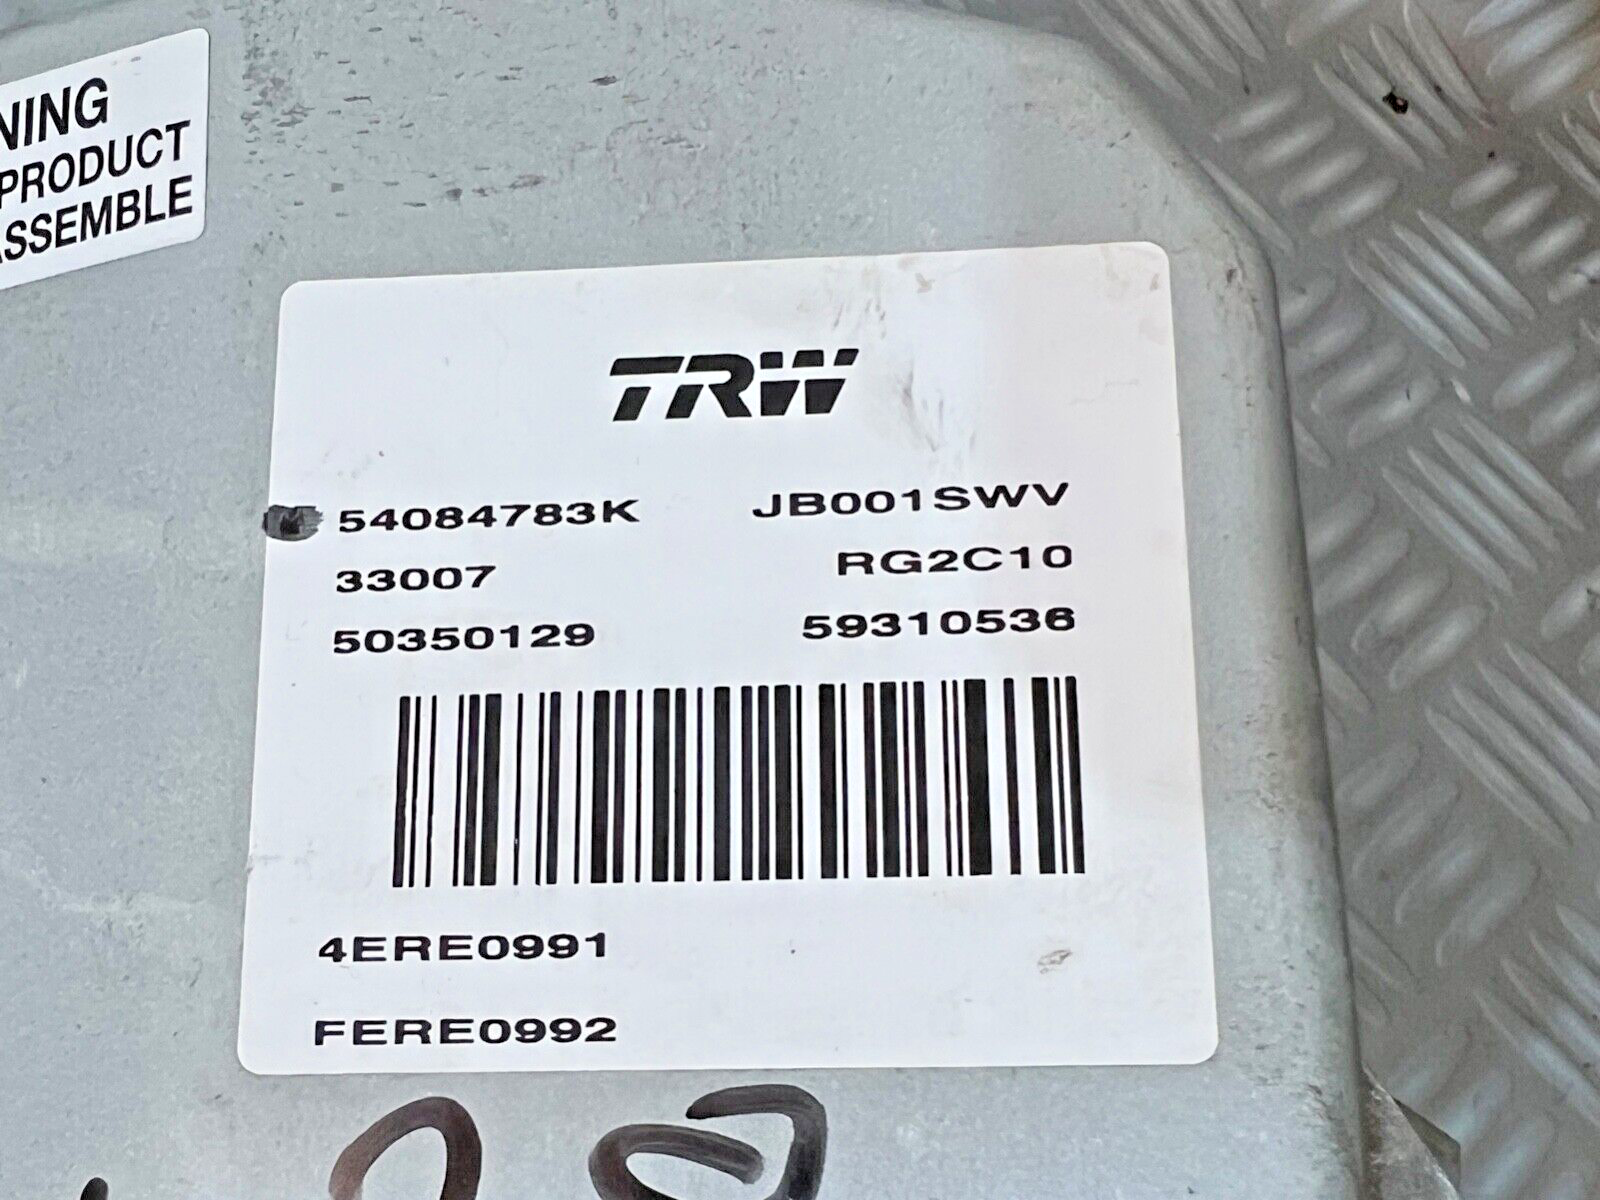 NING
PRODUCT
ASSEMBLE
TRW
54084783K JB001SWV
33007 RG2C10
50350129 59310536
4ERE0991
FERE0992